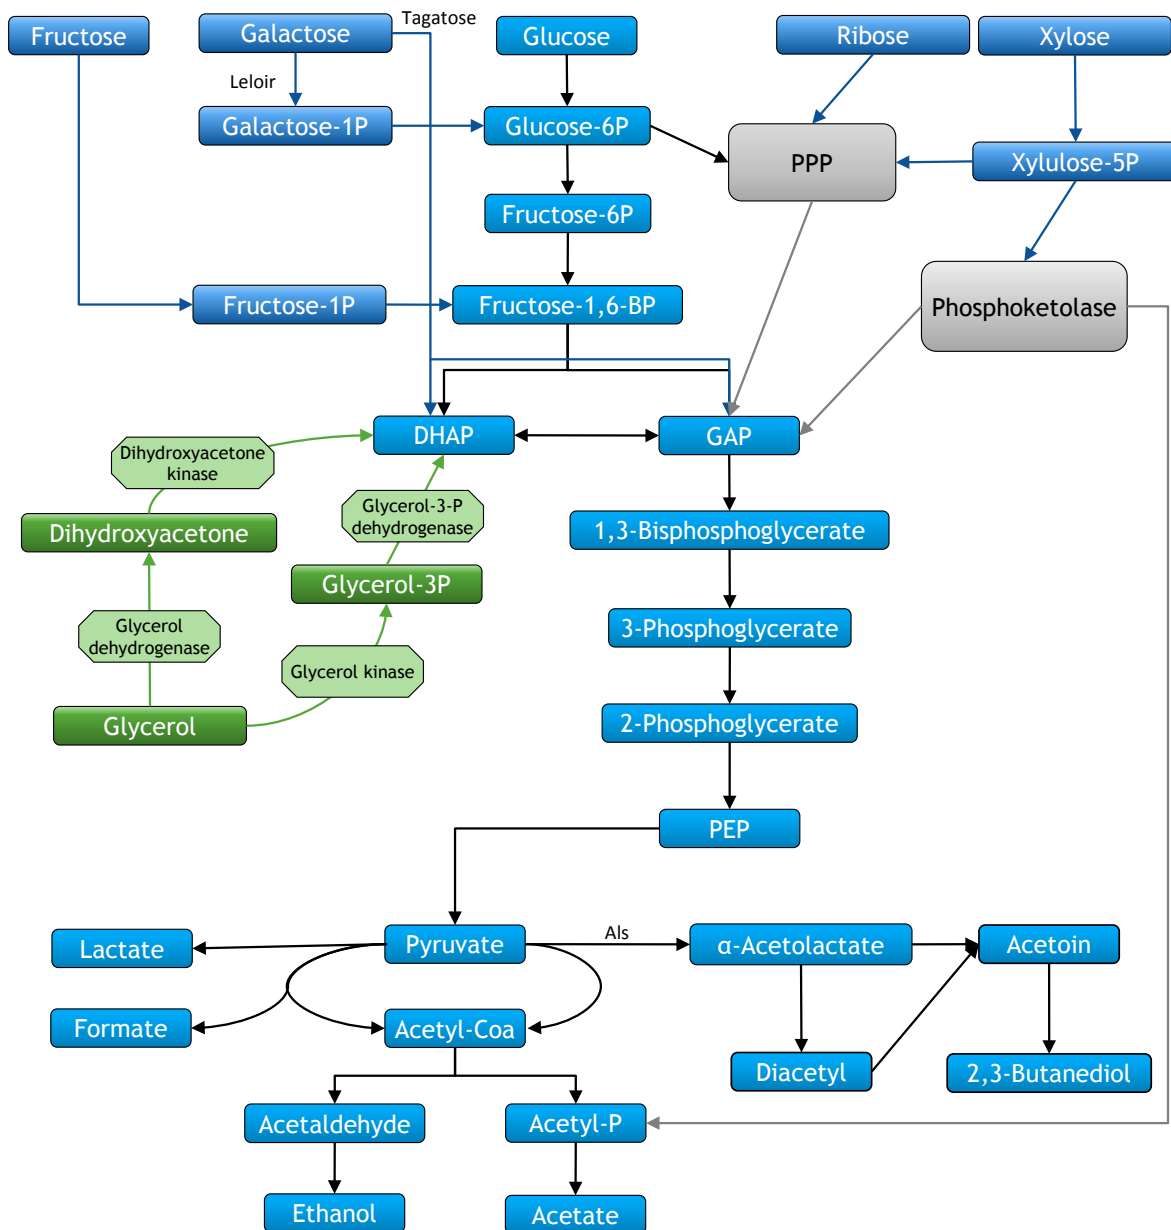 Tagatose
Fructose
Galactose
Glucose
Ribose
Xylose
Leloir
Galactose-1P
Glucose-6P
PPP
Xylulose-5P
Fructose-6P
Fructose-1P
Fructose-1,6-BP
Phosphoketolase
DHAP
GAP
Dihydroxyacetone
kinase
Glycerol-3-P
dehydrogenase
Dihydroxyacetone
1,3-Bisphosphoglycerate
Glycerol-3P
Glycerol
dehydrogenase
3-Phosphoglycerate
Glycerol kinase
Glycerol
2-Phosphoglycerate
PEP
Lactate
Pyruvate
Als
α-Acetolactate
Acetoin
Formate
Acetyl-Coa
Diacetyl
2,3-Butanediol
Acetaldehyde
Acetyl-P
Ethanol
Acetate